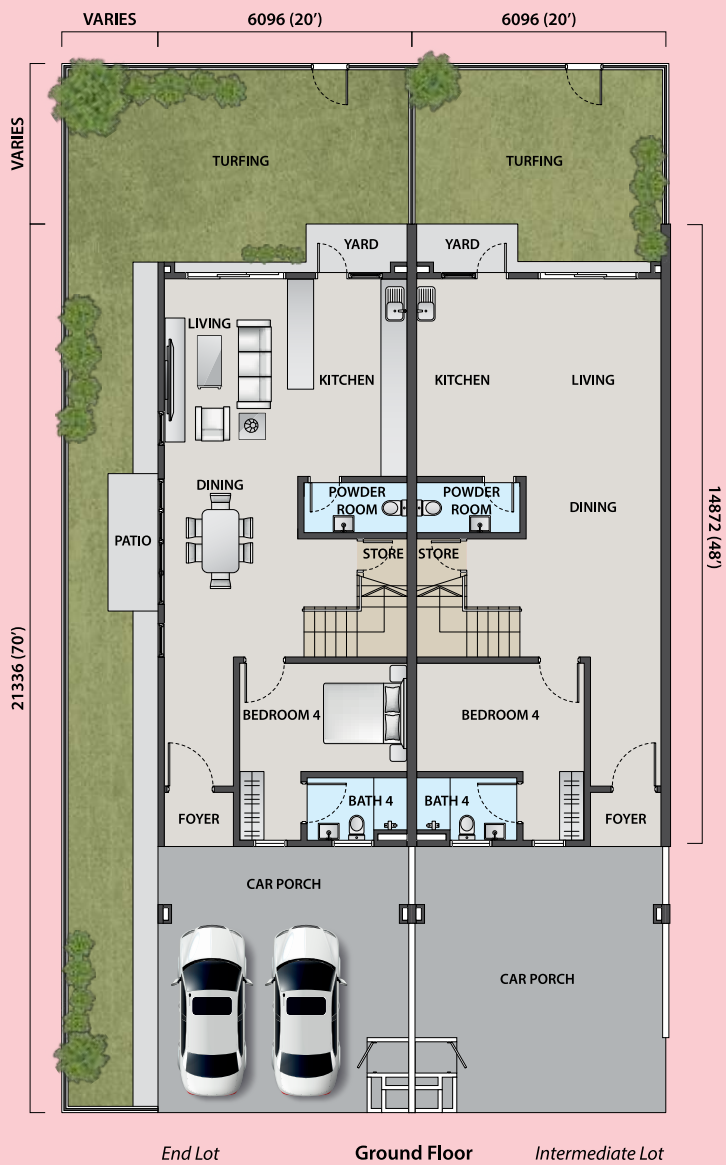 VARIES
6096 (20')
6096 (20')
VARIES
TURFING
TURFING
YARD
YARD
LIVING
KITCHEN
KITCHEN
LIVING
DINING
POWDER
ROOM
POWDER
ROOM
DINING
PATIO
STORE
STORE
14872 (48')
21336 (70')
BEDROOM 4
BEDROOM 4
BATH 4
BATH 4
FOYER
FOYER
CAR PORCH
CAR PORCH
End Lot
Ground Floor
Intermediate Lot